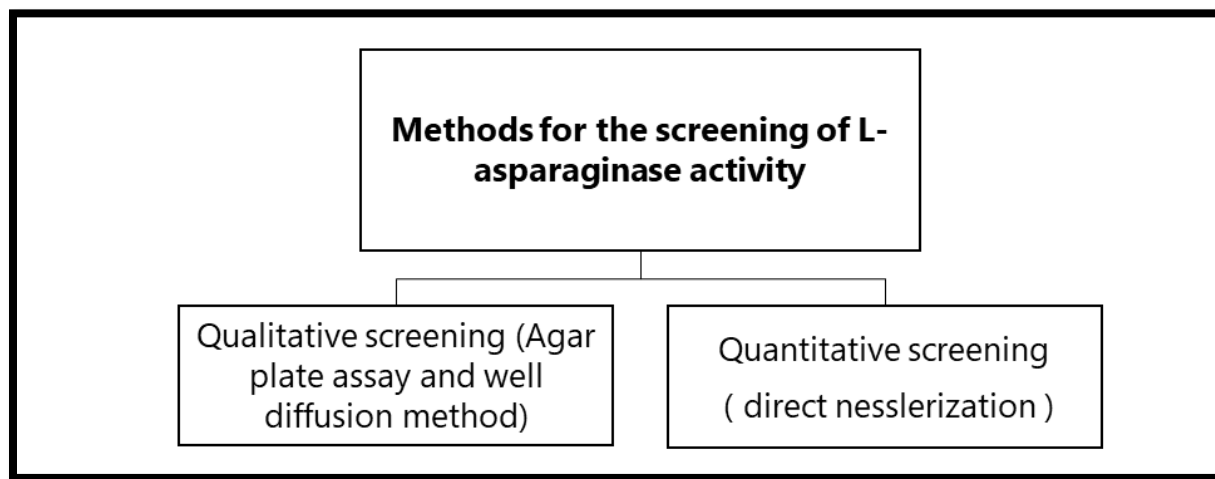 Methods for the screening of L-
asparaginase activity
Qualitative screening (Agar
plate assay and well
diffusion method)
Quantitative screening
( direct nesslerization )